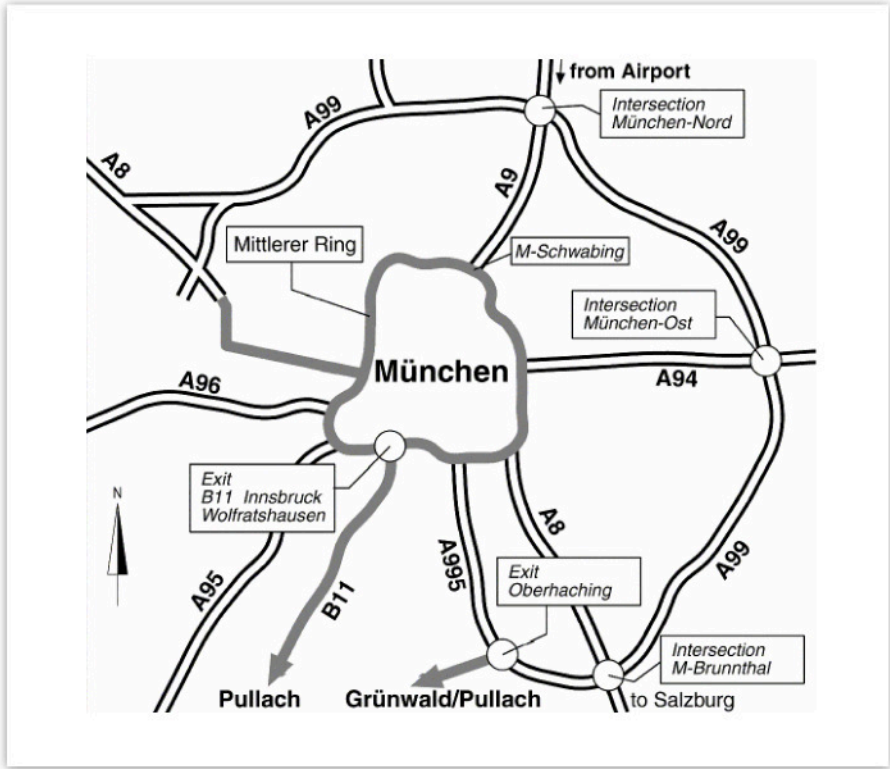 from Airport
Intersection
München-Nord
A99
A8
A9
A99
Mittlerer Ring
M-Schwabing
Intersection
München-Ost
München
A94
A96
Exit
B11 Innsbruck
Wolfratshausen
N
A8
A995
Exit
Oberhaching
A99
A95
B11
Intersection
M-Brunnthal
Pullach
Grünwald/Pullach
to Salzburg